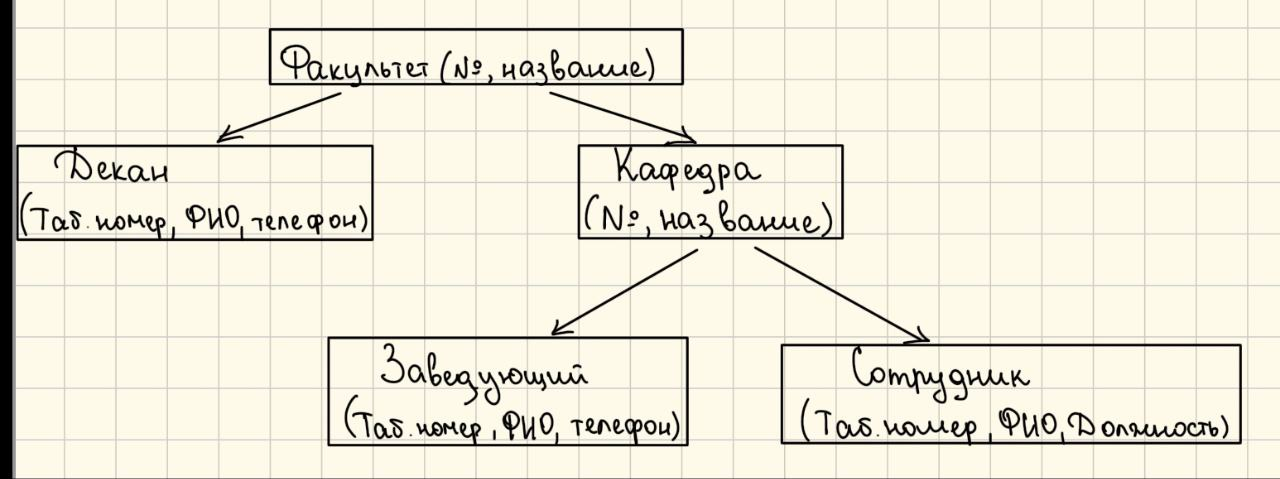 Факультет (№, название)
Декан
(Таб. номер, ФИО, телефон)
Кафедра
(№, название)
Заведующий
(Таб. номер, ФИО, телефон)
Сотрудник
(Таб. номер, ФИО, Должность)